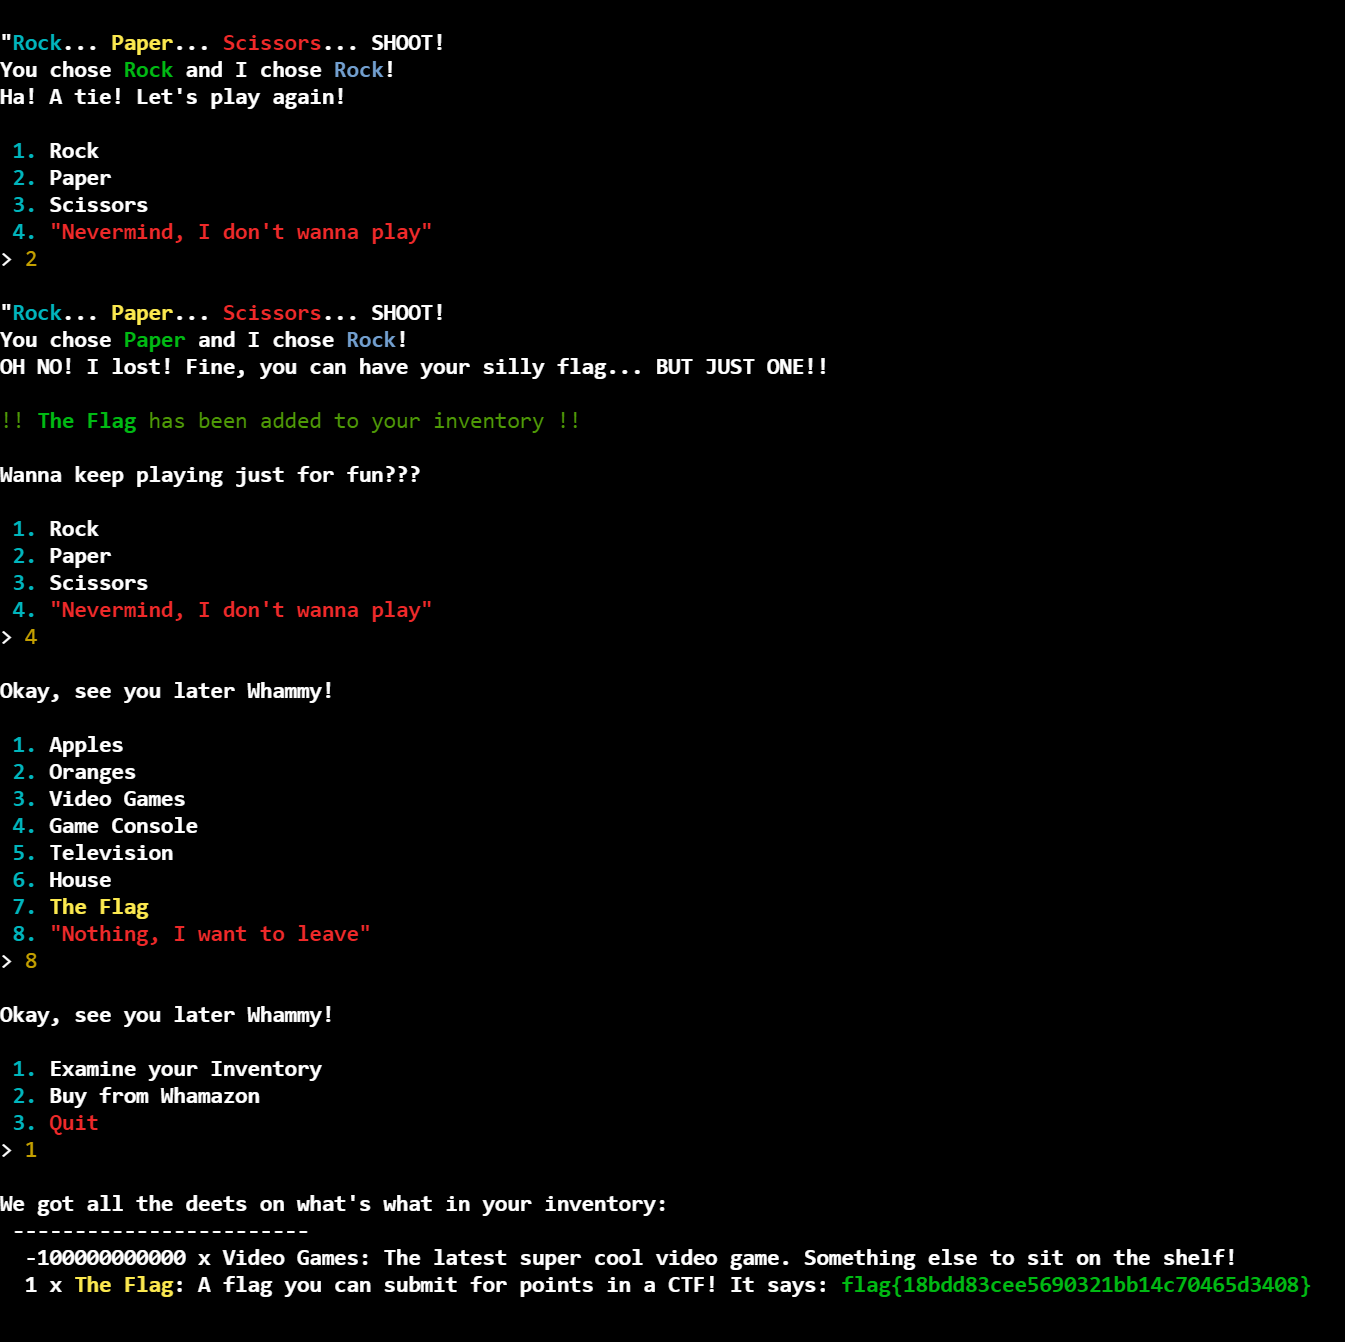 "Rock... Paper... Scissors... SHOOT!
You chose Rock and I chose Rock!
Ha! A tie! Let's play again!
1. Rock
2. Paper
3. Scissors
4. "Nevermind, I don't wanna play"
> 2
"Rock... Paper... Scissors... SHOOT!
You chose Paper and I chose Rock!
OH NO! I lost! Fine, you can have your silly flag... BUT JUST ONE!!
!! The Flag has been added to your inventory !!
Wanna keep playing just for fun???
1. Rock
2. Paper
3. Scissors
4. "Nevermind, I don't wanna play"
> 4
Okay, see you later Whammy!
1. Apples
2. Oranges
3. Video Games
4. Game Console
5. Television
6. House
7. The Flag
8. "Nothing, I want to leave"
> 8
Okay, see you later Whammy!
1. Examine your Inventory
2. Buy from Whamazon
3. Quit
> 1
We got all the deets on what's what in your inventory:
------------------------
-100000000000 x Video Games: The latest super cool video game. Something else to sit on the shelf!
1 x The Flag: A flag you can submit for points in a CTF! It says: flag{18bdd83cee5690321bb14c70465d3408}